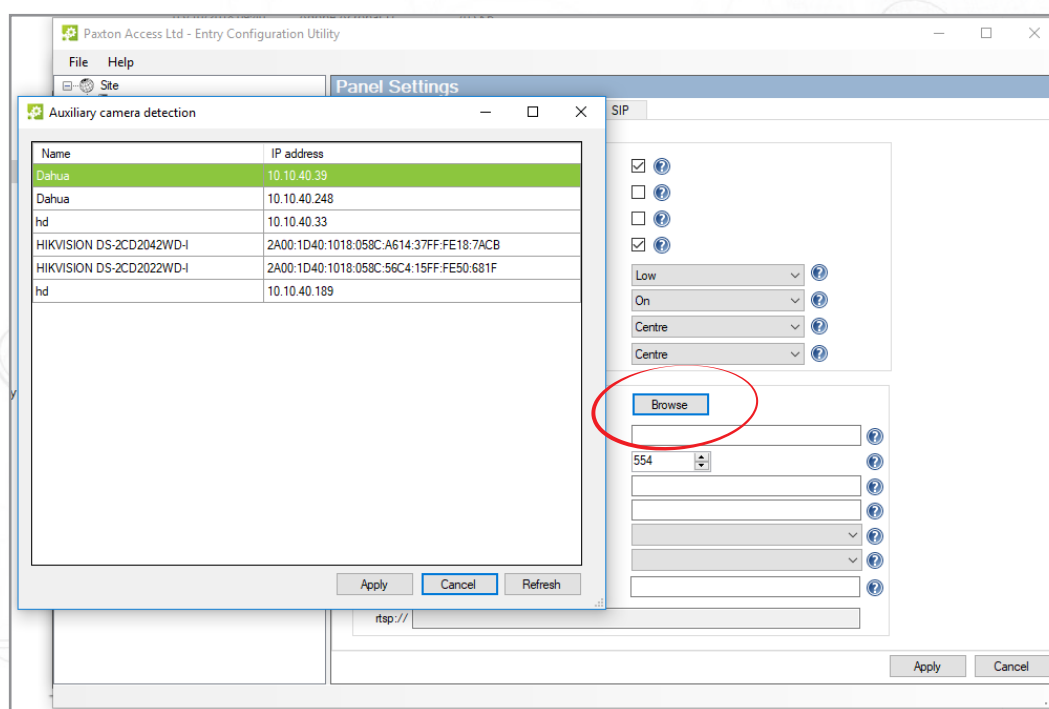 Paxton Access Ltd - Entry Configuration Utility
File Help
Site
Panel Settings
Auxiliary camera detection
SIP
Name IP address
Dahua 10.10.40.39
Dahua 10.10.40.248
hd 10.10.40.33
HIKVISION DS-2CD2042WD-I 2A00:1D40:1018:058C:A614:37FF:FE18:7ACB
HIKVISION DS-2CD2022WD-I 2A00:1D40:1018:058C:56C4:15FF:FE50:681F
hd 10.10.40.189
Low
On
Centre
Centre
Browse
554
Apply Cancel Refresh
rtsp://
Apply Cancel